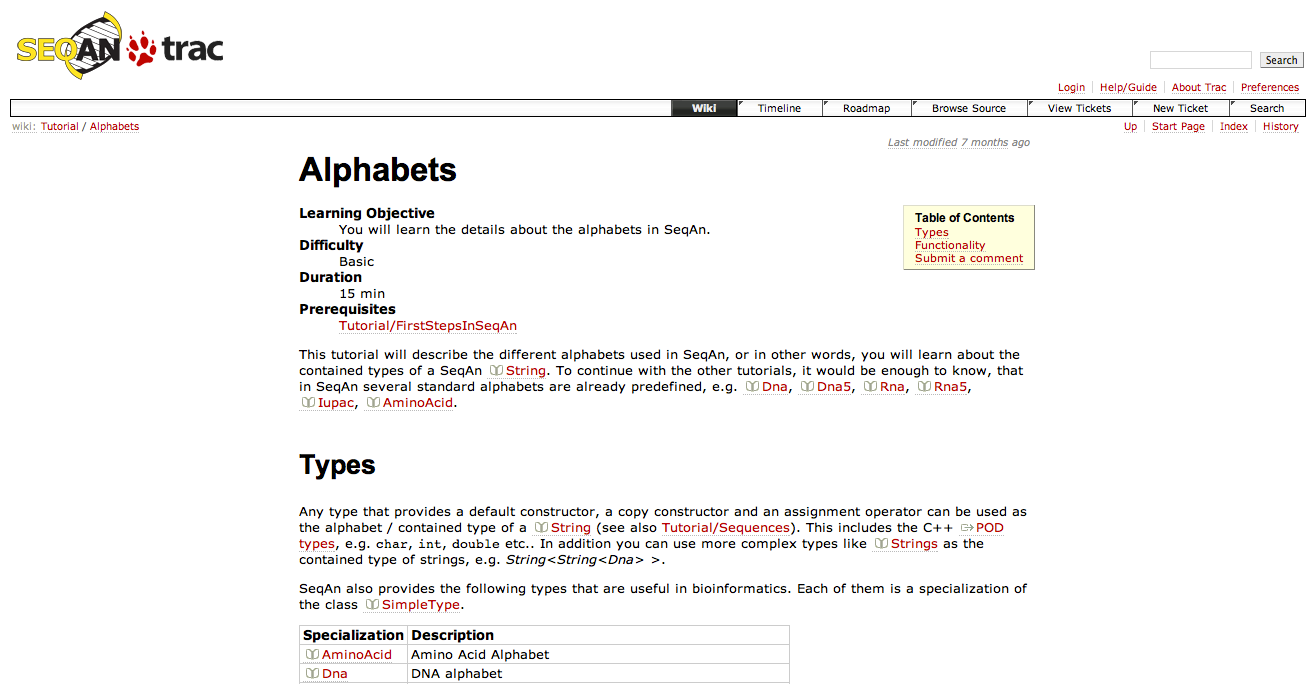 SEQAN trac
Search
Login Help/Guide About Trac Preferences
Wiki Timeline Roadmap Browse Source View Tickets New Ticket Search
wiki: Tutorial / Alphabets
Up Start Page Index History
Last modified 7 months ago
Alphabets
Learning Objective
You will learn the details about the alphabets in SeqAn.
Difficulty
Basic
Duration
15 min
Prerequisites
Tutorial/FirstStepsInSeqAn
Table of Contents
Types
Functionality
Submit a comment
This tutorial will describe the different alphabets used in SeqAn, or in other words, you will learn about the
contained types of a SeqAn String. To continue with the other tutorials, it would be enough to know, that
in SeqAn several standard alphabets are already predefined, e.g. Dna, Dna5, Rna, Rna5,
Iupac, AminoAcid.
Types
Any type that provides a default constructor, a copy constructor and an assignment operator can be used as
the alphabet / contained type of a String (see also Tutorial/Sequences). This includes the C++ POD
types, e.g. char, int, double etc.. In addition you can use more complex types like Strings as the
contained type of strings, e.g. String<String<Dna> >.
SeqAn also provides the following types that are useful in bioinformatics. Each of them is a specialization of
the class SimpleType.
Specialization Description
AminoAcid Amino Acid Alphabet
Dna DNA alphabet